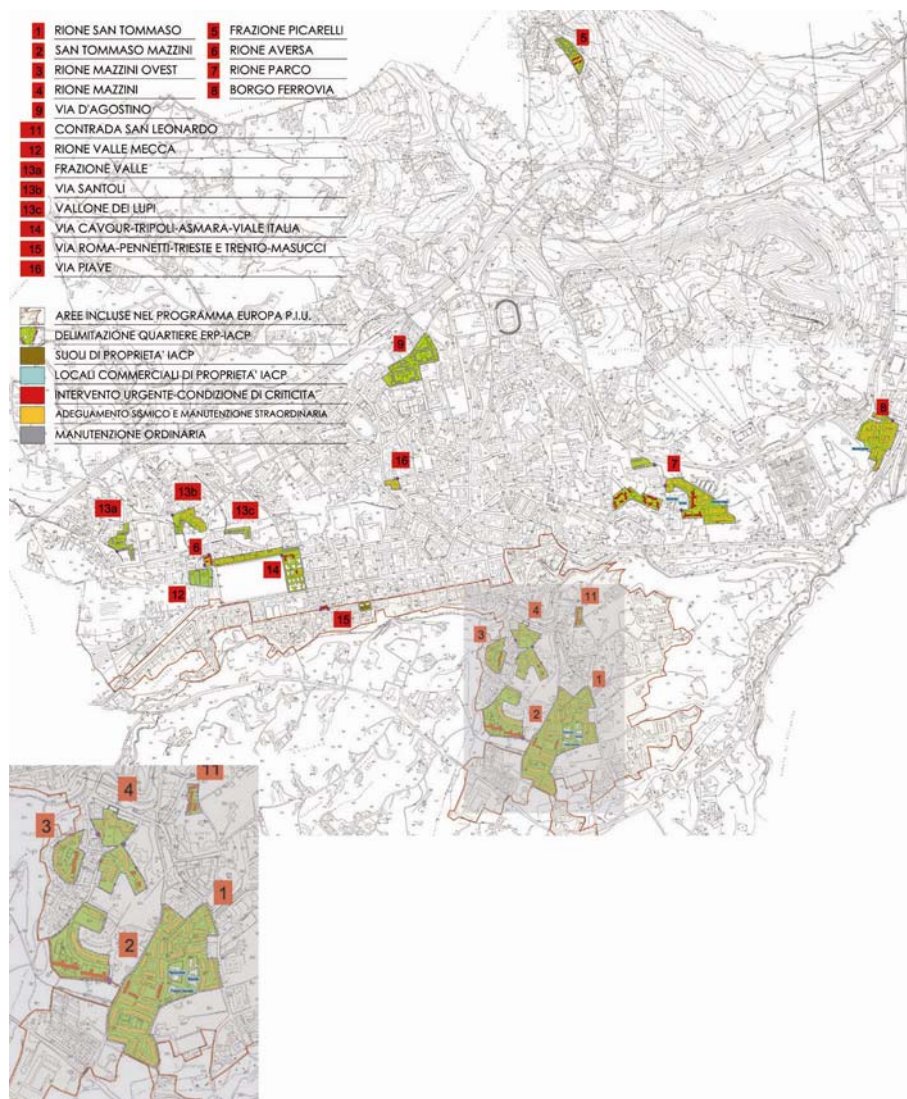 1 RIONE SAN TOMMASO
2 SAN TOMMASO MAZZINI
3 RIONE MAZZINI OVEST
4 RIONE MAZZINI
9 VIA D'AGOSTINO
11 CONTRADA SAN LEONARDO
12 RIONE VALLE MECCA
13a FRAZIONE VALLE
13b VIA SANTOLI
13c VALLONE DEI LUPI
14 VIA CAVOUR-TRIPOLI-ASMARA-VIALE ITALIA
15 VIA ROMA-PENNETTI-TRIESTE E TRENTO-MASUCCI
16 VIA PIAVE
5 FRAZIONE PICARELLI
6 RIONE AVERSA
7 RIONE PARCO
8 BORGO FERROVIA
AREE INCLUSE NEL PROGRAMMA EUROPA P.I.U.
DELIMITAZIONE QUARTIERE ERP-IACP
SUOLI DI PROPRIETA' IACP
LOCALI COMMERCIALI DI PROPRIETA' IACP
INTERVENTO URGENTE-CONDIZIONE DI CRITICITA'
ADEGUAMENTO SISMICO E MANUTENZIONE STRAORDINARIA
MANUTENZIONE ORDINARIA
5
9
8
16
7
13b
13a
13c
6
14
12
15
11
4
3
1
2
11
4
3
1
2